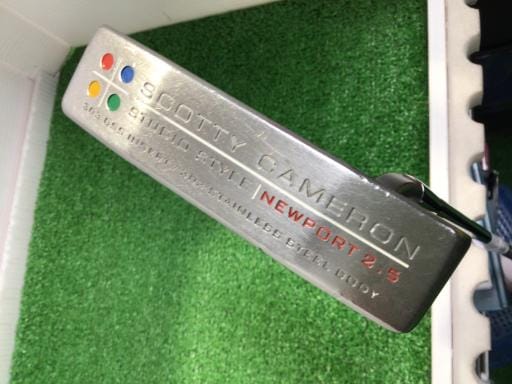 SCOTTY CAMERON
STUDIO STYLE | NEWPORT 2.5
303 GSS INSERT • 303 STAINLESS STEEL BODY